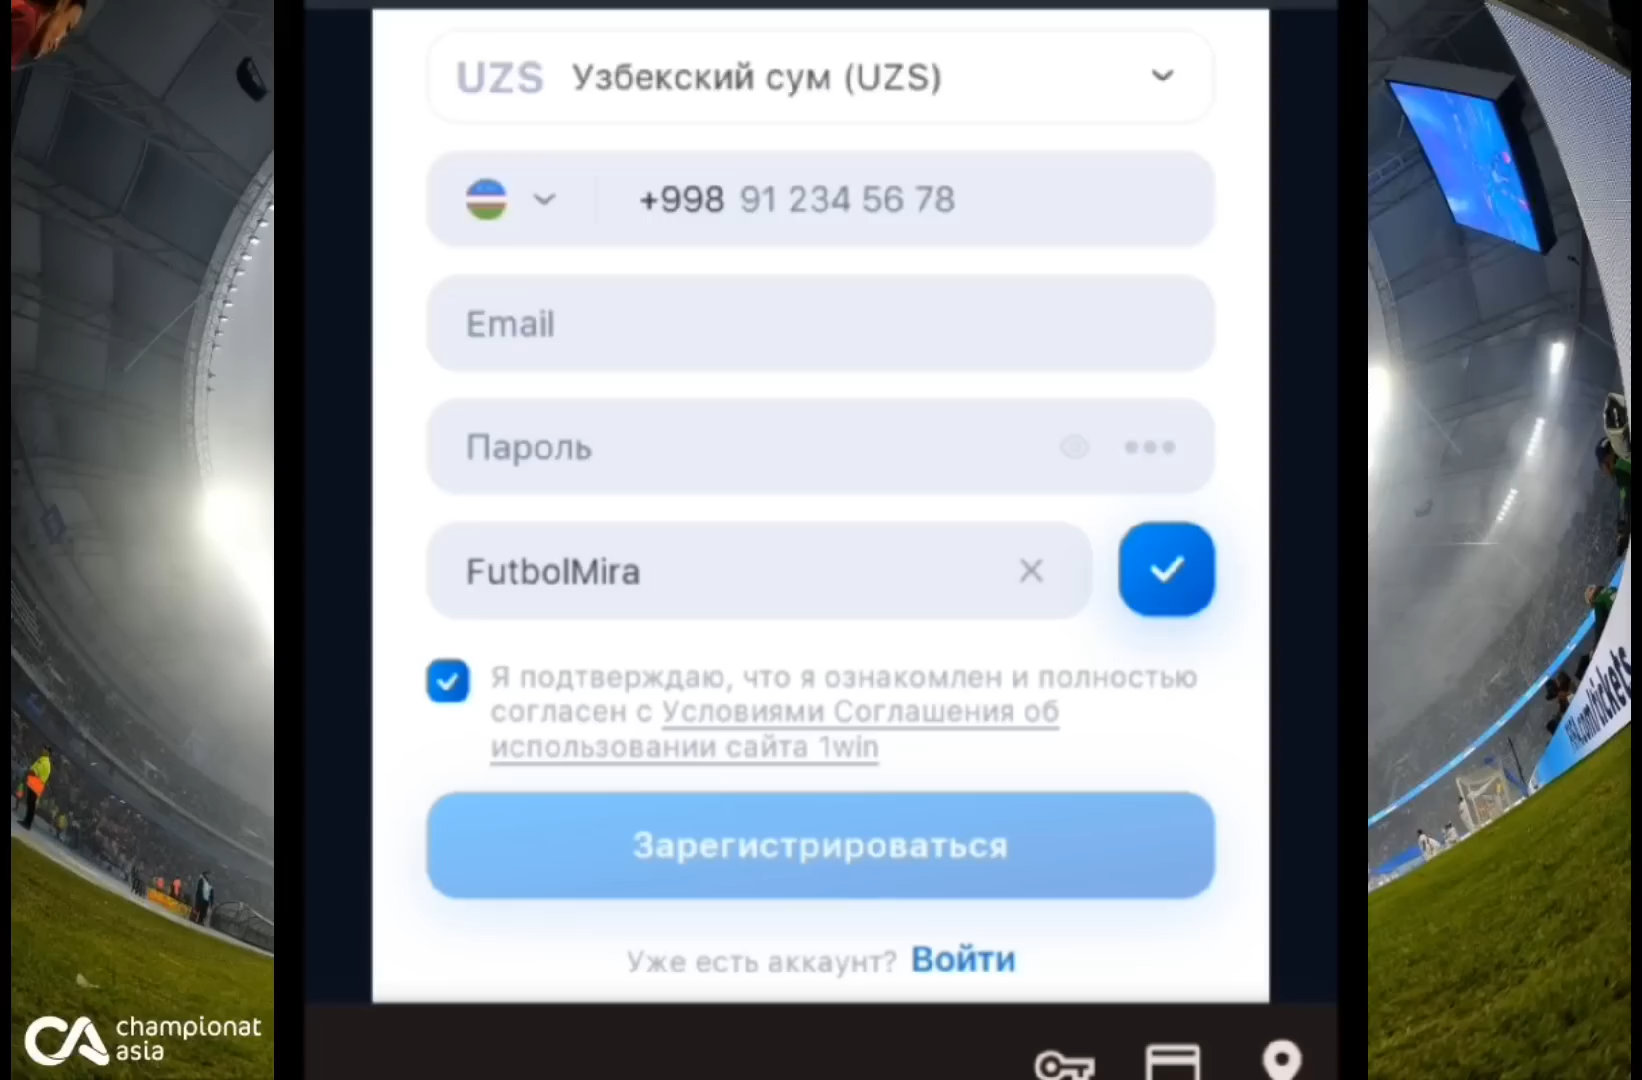 UZS Узбекский сум (UZS)
+998 91 234 56 78
Email
Пароль
FutbolMira
Я подтверждаю, что я ознакомлен и полностью
согласен с Условиями Соглашения об
использовании сайта 1win
Зарегистрироваться
Уже есть аккаунт? Войти
championat
asia